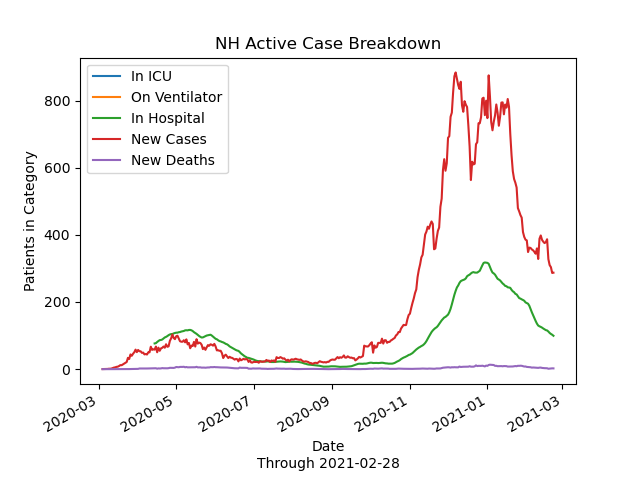 NH Active Case Breakdown
In ICU
On Ventilator
In Hospital
New Cases
New Deaths
Patients in Category
800
600
400
200
0
2020-03
2020-05
2020-07
2020-09
2020-11
2021-01
2021-03
Date
Through 2021-02-28